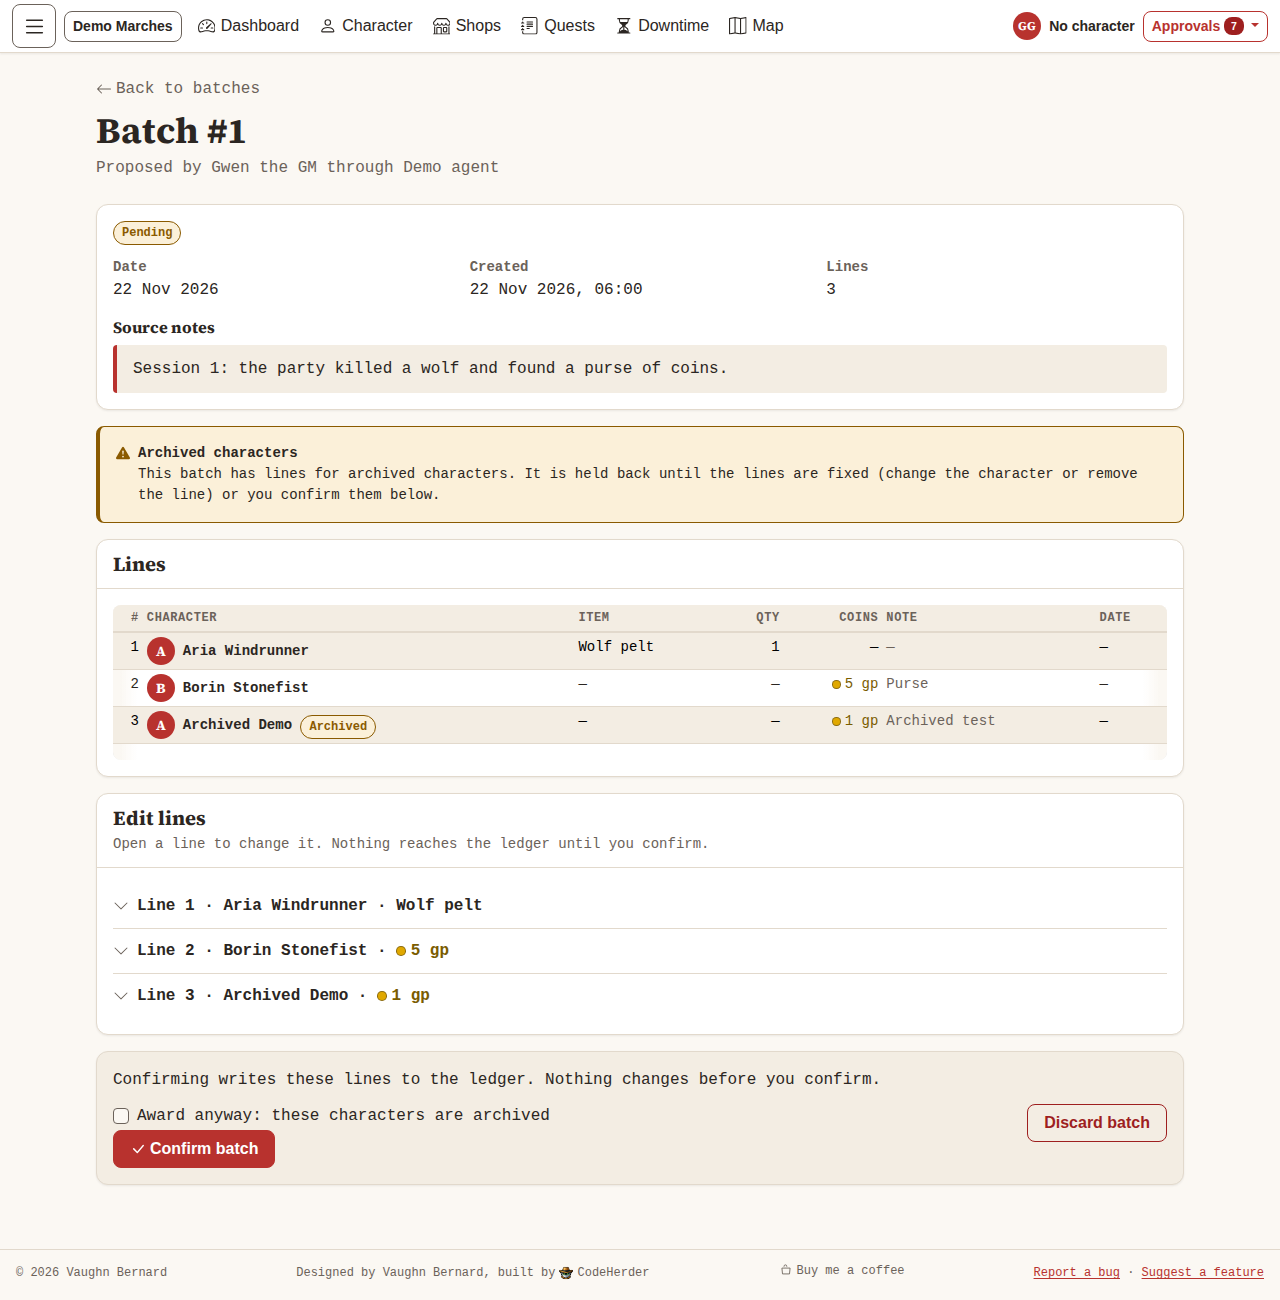 Demo Marches
Dashboard
Character
Shops
Quests
Downtime
Map
GG
No character
Approvals 7
Back to batches
Batch #1
Proposed by Gwen the GM through Demo agent
Pending
Date
Created
Lines
22 Nov 2026
22 Nov 2026, 06:00
3
Source notes
Session 1: the party killed a wolf and found a purse of coins.
Archived characters
This batch has lines for archived characters. It is held back until the lines are fixed (change the character or remove
the line) or you confirm them below.
Lines
# CHARACTER ITEM QTY COINS NOTE DATE
1 A Aria Windrunner Wolf pelt 1 — — —
2 B Borin Stonefist — — 5 gp Purse —
3 A Archived Demo Archived — — 1 gp Archived test —
Edit lines
Open a line to change it. Nothing reaches the ledger until you confirm.
Line 1 · Aria Windrunner · Wolf pelt
Line 2 · Borin Stonefist · 5 gp
Line 3 · Archived Demo · 1 gp
Confirming writes these lines to the ledger. Nothing changes before you confirm.
Award anyway: these characters are archived
Confirm batch
Discard batch
© 2026 Vaughn Bernard
Designed by Vaughn Bernard, built by CodeHerder
Buy me a coffee
Report a bug · Suggest a feature